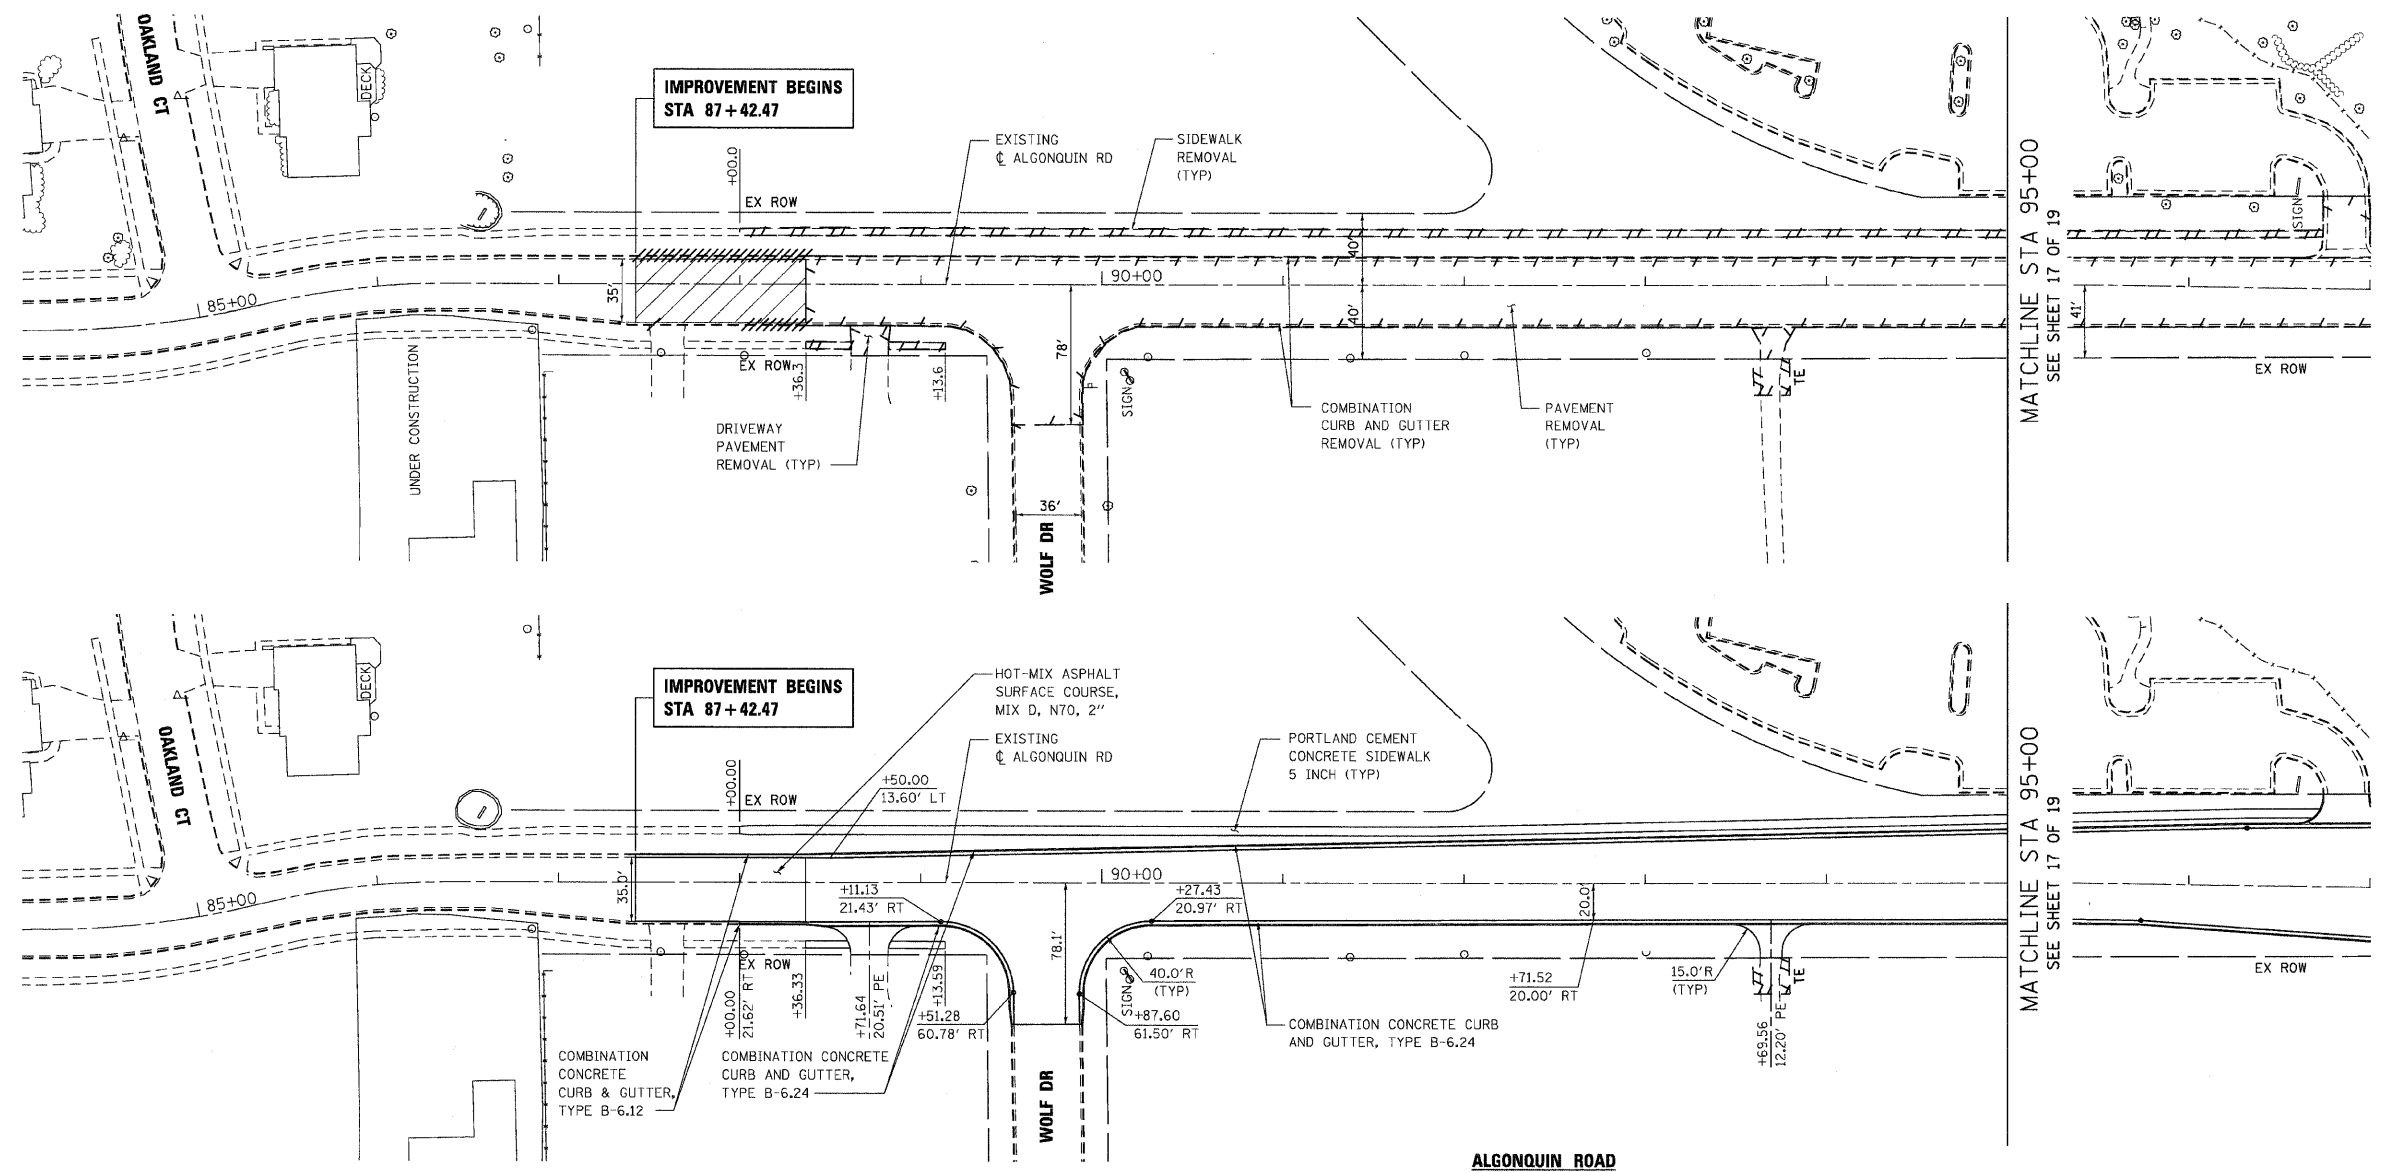 OAKLAND CT
DECK
IMPROVEMENT BEGINS
STA 87+42.47
+00.0
EX ROW
EXISTING
℄ ALGONQUIN RD
SIDEWALK
REMOVAL
(TYP)
40'
40'
35'
85+00
90+00
UNDER CONSTRUCTION
EX ROW
+36.3
+13.6
DRIVEWAY
PAVEMENT
REMOVAL (TYP)
78'
36'
WOLF DR
SIGN
COMBINATION
CURB AND GUTTER
REMOVAL (TYP)
PAVEMENT
REMOVAL
(TYP)
TE
MATCHLINE STA 95+00
SEE SHEET 17 OF 19
SIGN
41'
EX ROW
OAKLAND CT
DECK
IMPROVEMENT BEGINS
STA 87+42.47
HOT-MIX ASPHALT
SURFACE COURSE,
MIX D, N70, 2"
EXISTING
℄ ALGONQUIN RD
+00.00
EX ROW
+50.00
13.60' LT
PORTLAND CEMENT
CONCRETE SIDEWALK
5 INCH (TYP)
85+00
35.0'
90+00
+11.13
21.43' RT
+27.43
20.97' RT
20.0'
78.1'
EX ROW
+00.00
21.62' RT
+36.33
+71.64
20.51' PE
+13.59
+51.28
60.78' RT
SIGN
40.0'R
(TYP)
+87.60
61.50' RT
+71.52
20.00' RT
15.0'R
(TYP)
TE
+69.56
12.20' PE
COMBINATION
CONCRETE
CURB & GUTTER,
TYPE B-6.12
COMBINATION CONCRETE
CURB AND GUTTER,
TYPE B-6.24
COMBINATION CONCRETE CURB
AND GUTTER, TYPE B-6.24
WOLF DR
MATCHLINE STA 95+00
SEE SHEET 17 OF 19
EX ROW
ALGONQUIN ROAD